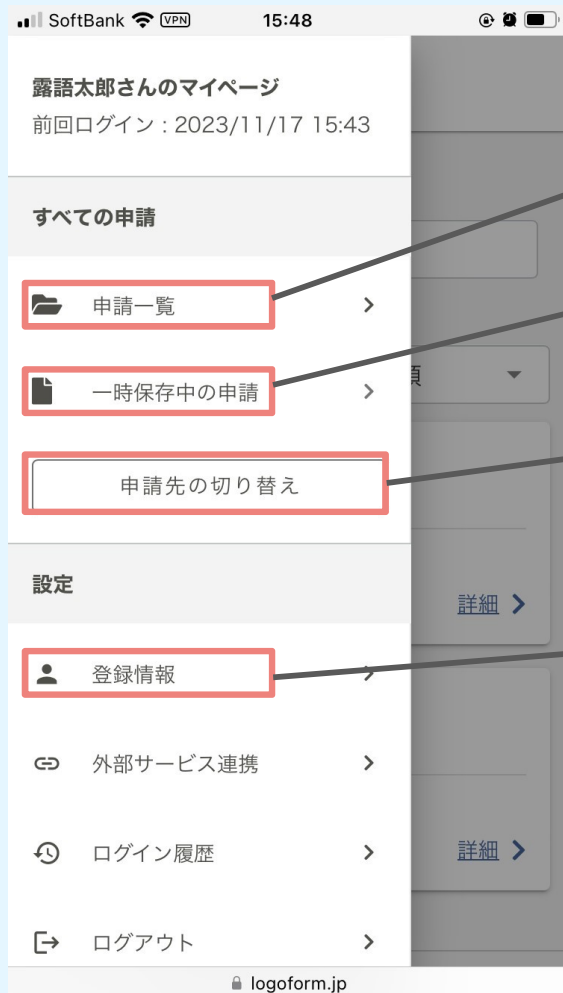 SoftBank VPN 15:48
露語太郎さんのマイページ
前回ログイン : 2023/11/17 15:43
すべての申請
申請一覧
一時保存中の申請
申請先の切り替え
設定
詳細
登録情報
外部サービス連携
詳細
ログイン履歴
ログアウト
logoform.jp